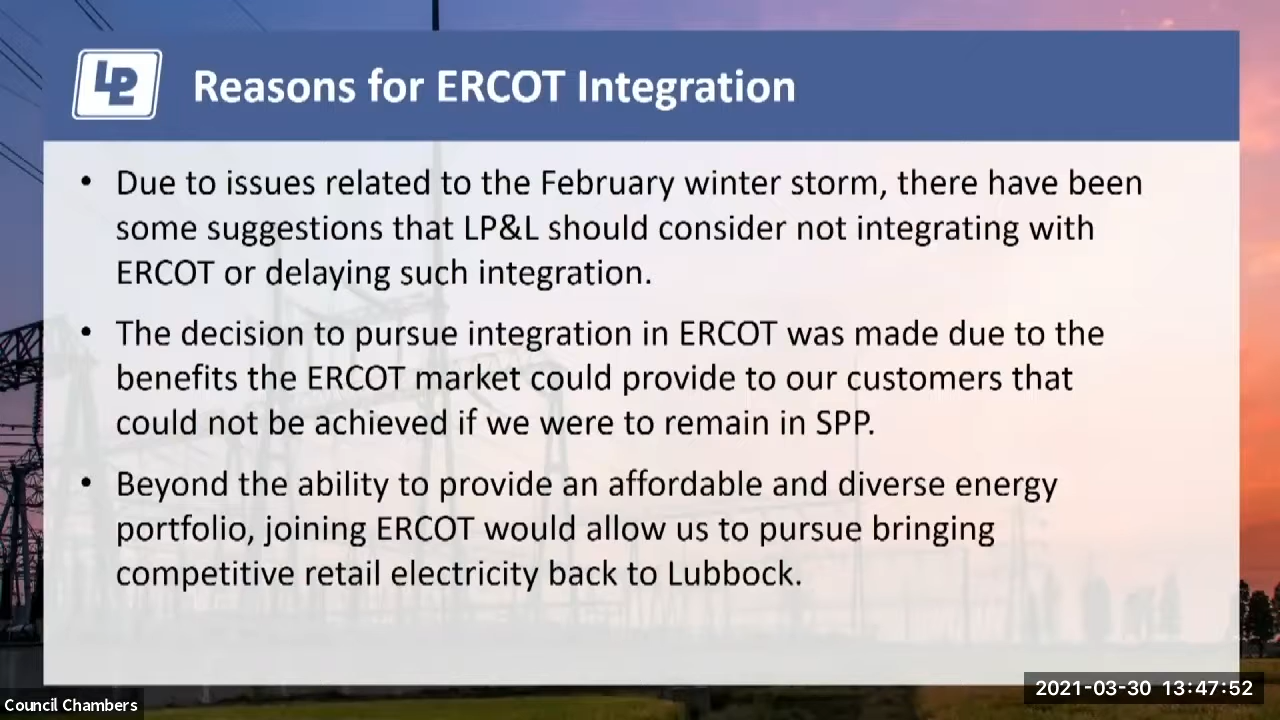 LP
Reasons for ERCOT Integration
• Due to issues related to the February winter storm, there have been
some suggestions that LP&L should consider not integrating with
ERCOT or delaying such integration.
• The decision to pursue integration in ERCOT was made due to the
benefits the ERCOT market could provide to our customers that
could not be achieved if we were to remain in SPP.
• Beyond the ability to provide an affordable and diverse energy
portfolio, joining ERCOT would allow us to pursue bringing
competitive retail electricity back to Lubbock.
2021-03-30 13:47:52
Council Chambers